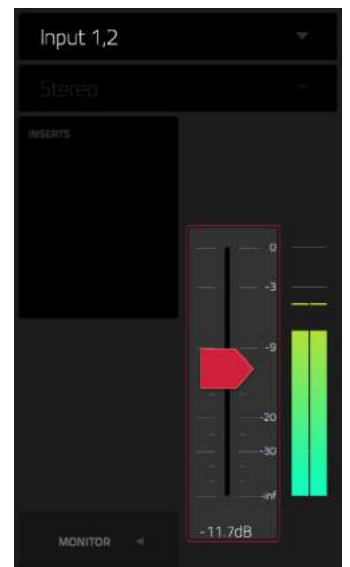 Input 1,2
Stereo
INSERTS
0
-3
-9
-20
-30
-inf
-11.7dB
MONITOR